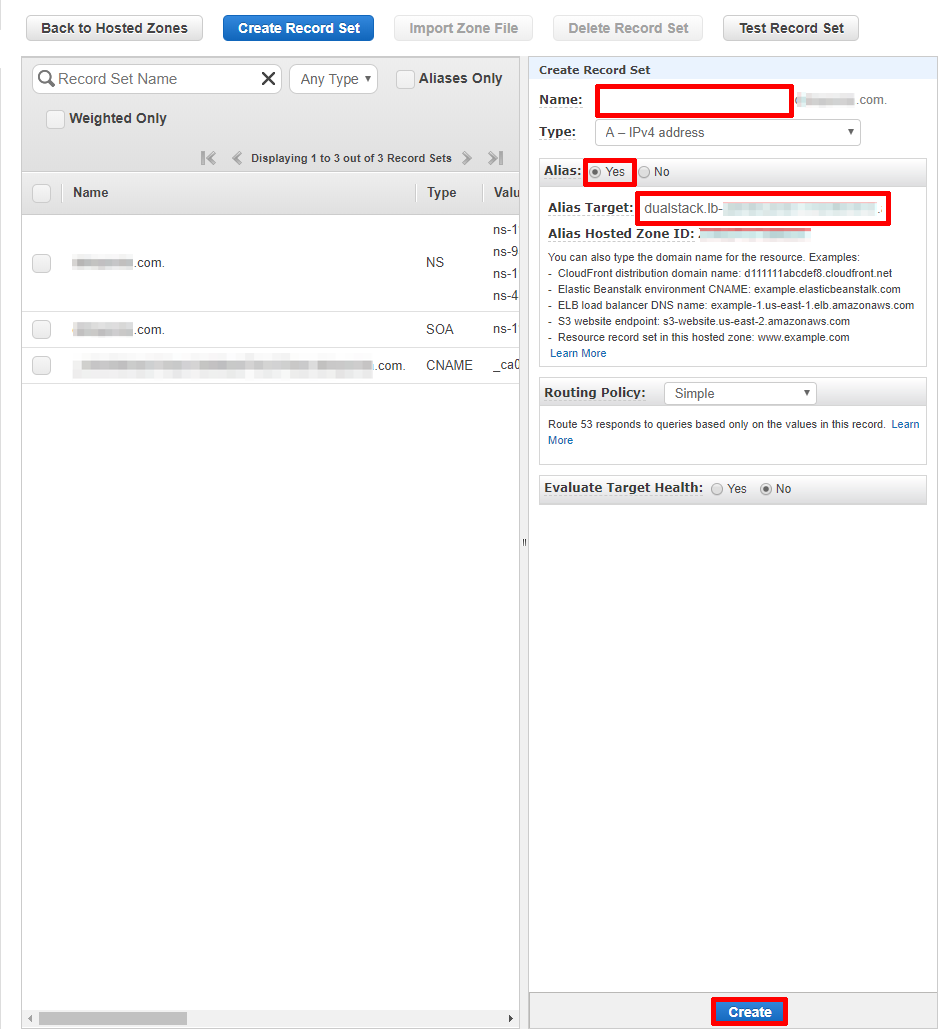 Back to Hosted Zones Create Record Set Import Zone File Delete Record Set Test Record Set
Record Set Name Any Type Aliases Only
Weighted Only
Displaying 1 to 3 out of 3 Record Sets
Name Type Valu
.com. NS ns-1
ns-9
ns-1
ns-4
.com. SOA ns-1
.com. CNAME _ca0
Create Record Set
Name: .com.
Type: A – IPv4 address
Alias: Yes No
Alias Target: dualstack.lb-
Alias Hosted Zone ID:
You can also type the domain name for the resource. Examples:
- CloudFront distribution domain name: d111111abcdef8.cloudfront.net
- Elastic Beanstalk environment CNAME: example.elasticbeanstalk.com
- ELB load balancer DNS name: example-1.us-east-1.elb.amazonaws.com
- S3 website endpoint: s3-website.us-east-2.amazonaws.com
- Resource record set in this hosted zone: www.example.com
Learn More
Routing Policy: Simple
Route 53 responds to queries based only on the values in this record. Learn
More
Evaluate Target Health: Yes No
Create